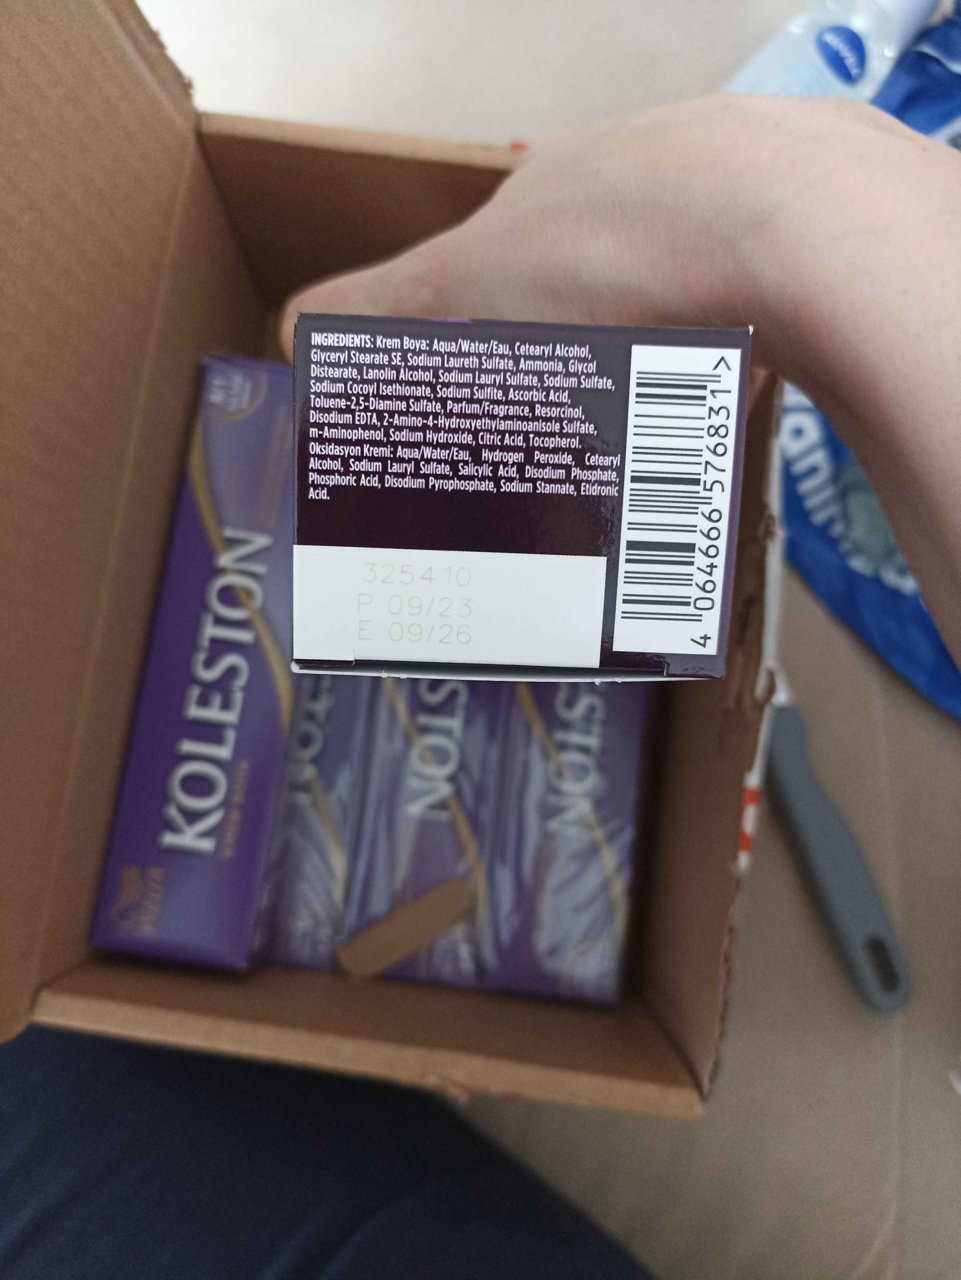 INGREDIENTS: Krem Boya: Aqua/Water/Eau, Cetearyl Alcohol,
Glyceryl Stearate SE, Sodium Laureth Sulfate, Ammonia, Glycol
Distearate, Lanolin Alcohol, Sodium Lauryl Sulfate, Sodium Sulfate,
Sodium Cocoyl Isethionate, Sodium Sulfite, Ascorbic Acid,
Toluene-2,5-Diamine Sulfate, Parfum/Fragrance, Resorcinol,
Disodium EDTA, 2-Amino-4-Hydroxyethylaminoanisole Sulfate,
m-Aminophenol, Sodium Hydroxide, Citric Acid, Tocopherol.
Oksidasyon Kremi: Aqua/Water/Eau, Hydrogen Peroxide, Cetearyl
Alcohol, Sodium Lauryl Sulfate, Salicylic Acid, Disodium Phosphate,
Phosphoric Acid, Disodium Pyrophosphate, Sodium Stannate, Etidronic
Acid.
325410
P 09/23
E 09/26
4 064666 576831 >
KOLESTON
WELLA
STON
STON